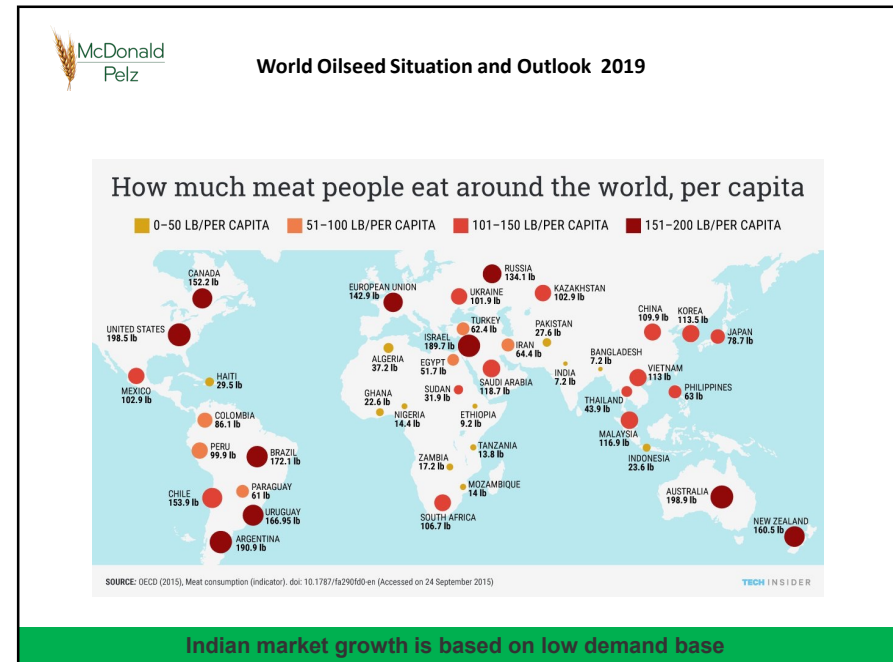 McDonald
Pelz
World Oilseed Situation and Outlook 2019
How much meat people eat around the world, per capita
0–50 LB/PER CAPITA
51–100 LB/PER CAPITA
101–150 LB/PER CAPITA
151–200 LB/PER CAPITA
CANADA
152.2 lb
UNITED STATES
198.5 lb
MEXICO
102.9 lb
HAITI
29.5 lb
COLOMBIA
86.1 lb
PERU
99.9 lb
BRAZIL
172.1 lb
PARAGUAY
61 lb
CHILE
153.9 lb
URUGUAY
166.95 lb
ARGENTINA
190.9 lb
EUROPEAN UNION
142.9 lb
RUSSIA
134.1 lb
UKRAINE
101.9 lb
KAZAKHSTAN
102.9 lb
TURKEY
62.4 lb
ISRAEL
189.7 lb
IRAN
64.4 lb
PAKISTAN
27.6 lb
ALGERIA
37.2 lb
EGYPT
51.7 lb
SAUDI ARABIA
118.7 lb
SUDAN
31.9 lb
GHANA
22.6 lb
NIGERIA
14.4 lb
ETHIOPIA
9.2 lb
TANZANIA
13.8 lb
ZAMBIA
17.2 lb
MOZAMBIQUE
14 lb
SOUTH AFRICA
106.7 lb
INDIA
7.2 lb
BANGLADESH
7.2 lb
CHINA
109.9 lb
KOREA
113.5 lb
JAPAN
78.7 lb
VIETNAM
113 lb
THAILAND
43.9 lb
PHILIPPINES
63 lb
MALAYSIA
116.9 lb
INDONESIA
23.6 lb
AUSTRALIA
198.9 lb
NEW ZEALAND
160.5 lb
SOURCE: OECD (2015), Meat consumption (indicator). doi: 10.1787/fa290fd0-en (Accessed on 24 September 2015)
TECH INSIDER
Indian market growth is based on low demand base